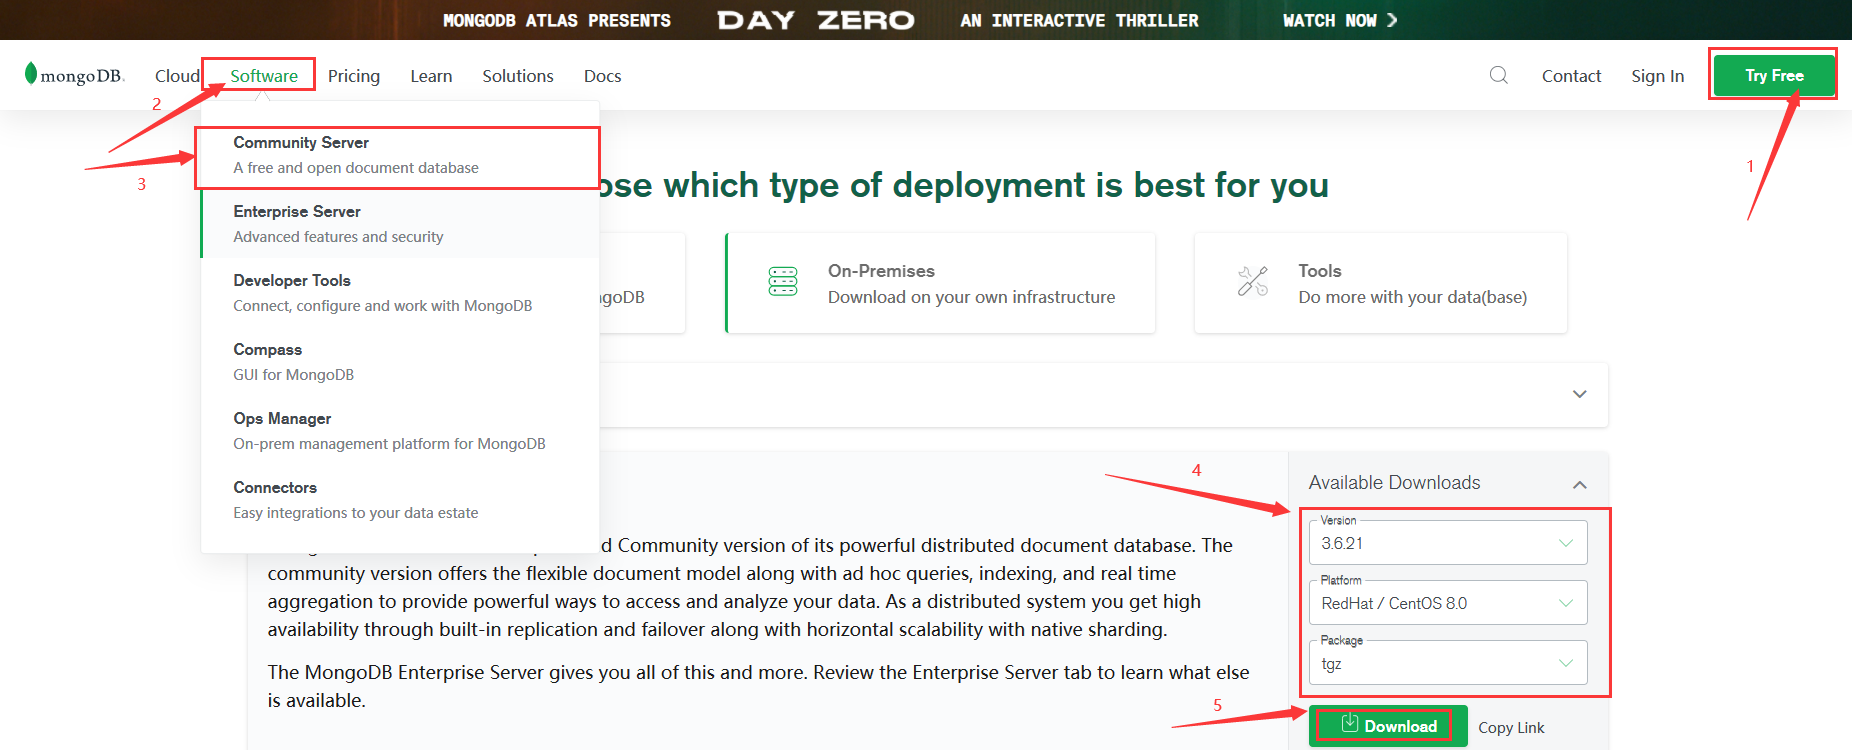 MONGODB ATLAS PRESENTS DAY ZERO AN INTERACTIVE THRILLER WATCH NOW
mongoDB. Cloud Software Pricing Learn Solutions Docs Contact Sign In Try Free
2
1
3
Community Server
A free and open document database
ose which type of deployment is best for you
Enterprise Server
Advanced features and security
Developer Tools
Connect, configure and work with MongoDB
Compass
GUI for MongoDB
Ops Manager
On-prem management platform for MongoDB
Connectors
Easy integrations to your data estate
ngoDB
On-Premises
Download on your own infrastructure
Tools
Do more with your data(base)
4
d Community version of its powerful distributed document database. The
community version offers the flexible document model along with ad hoc queries, indexing, and real time
aggregation to provide powerful ways to access and analyze your data. As a distributed system you get high
availability through built-in replication and failover along with horizontal scalability with native sharding.
The MongoDB Enterprise Server gives you all of this and more. Review the Enterprise Server tab to learn what else
is available.
Available Downloads
Version
3.6.21
Platform
RedHat / CentOS 8.0
Package
tgz
5
Download Copy Link